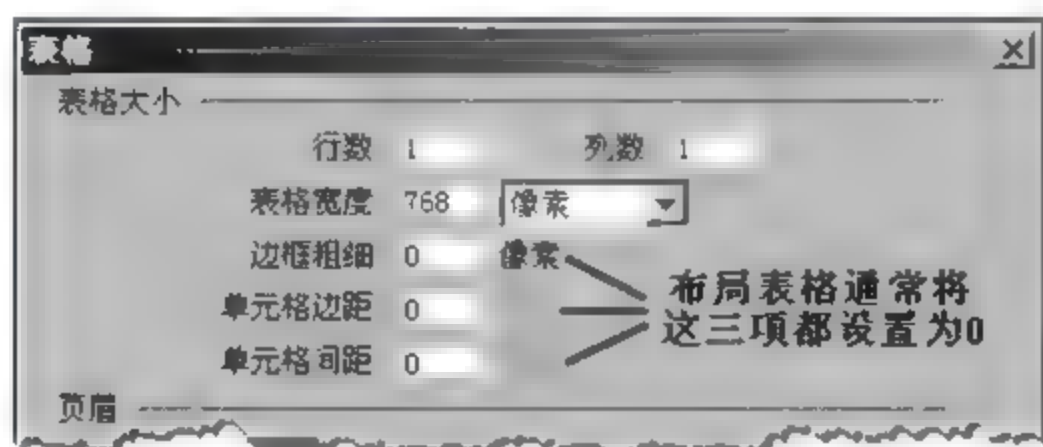 表格
表格大小
行数 1 列数 1
表格宽度 768 像素
边框粗细 0 像素
单元格边距 0
单元格间距 0
布局表格通常将
这三项都设置为0
页眉